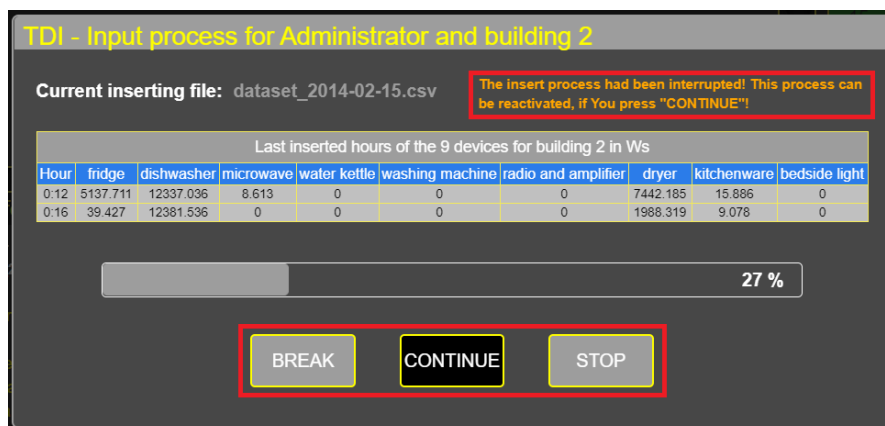 TDI - Input process for Administrator and building 2
Current inserting file: dataset_2014-02-15.csv
The insert process had been interrupted! This process can
be reactivated, if You press "CONTINUE"!
Last inserted hours of the 9 devices for building 2 in Ws
Hour fridge dishwasher microwave water kettle washing machine radio and amplifier dryer kitchenware bedside light
0:12 5137.711 12337.036 8.613 0 0 0 7442.185 15.886 0
0:16 39.427 12381.536 0 0 0 0 1988.319 9.078 0
27 %
BREAK CONTINUE STOP